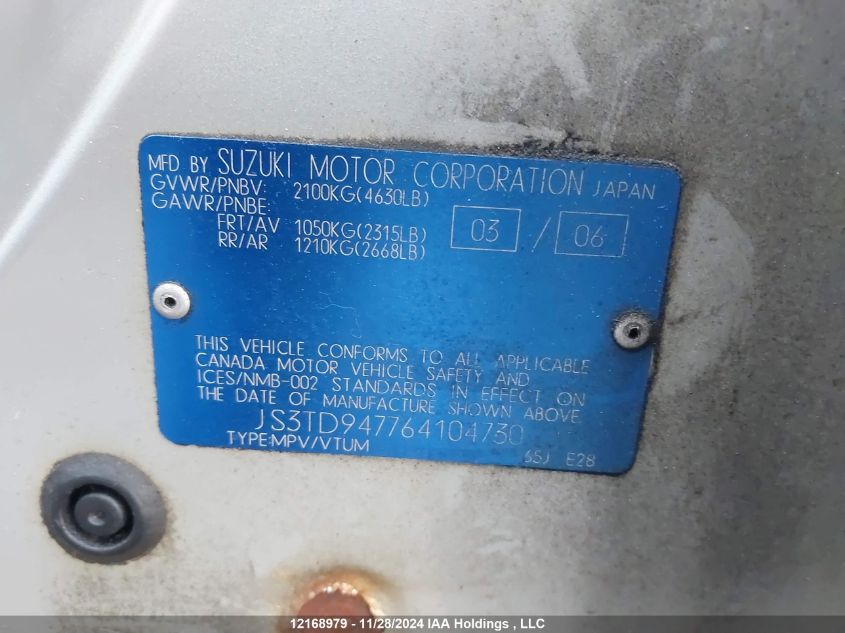 MFD BY SUZUKI MOTOR CORPORATION JAPAN
GVWR/PNBV: 2100KG(4630LB)
GAWR/PNBE:
FRT/AV 1050KG(2315LB)
RR/AR 1210KG(2668LB)
03 / 06
THIS VEHICLE CONFORMS TO ALL APPLICABLE
CANADA MOTOR VEHICLE SAFETY AND
ICES/NMB-002 STANDARDS IN EFFECT ON
THE DATE OF MANUFACTURE SHOWN ABOVE
JS3TD947764104730
TYPE:MPV/VTUM
65J E28
12168979 - 11/28/2024 IAA Holdings , LLC